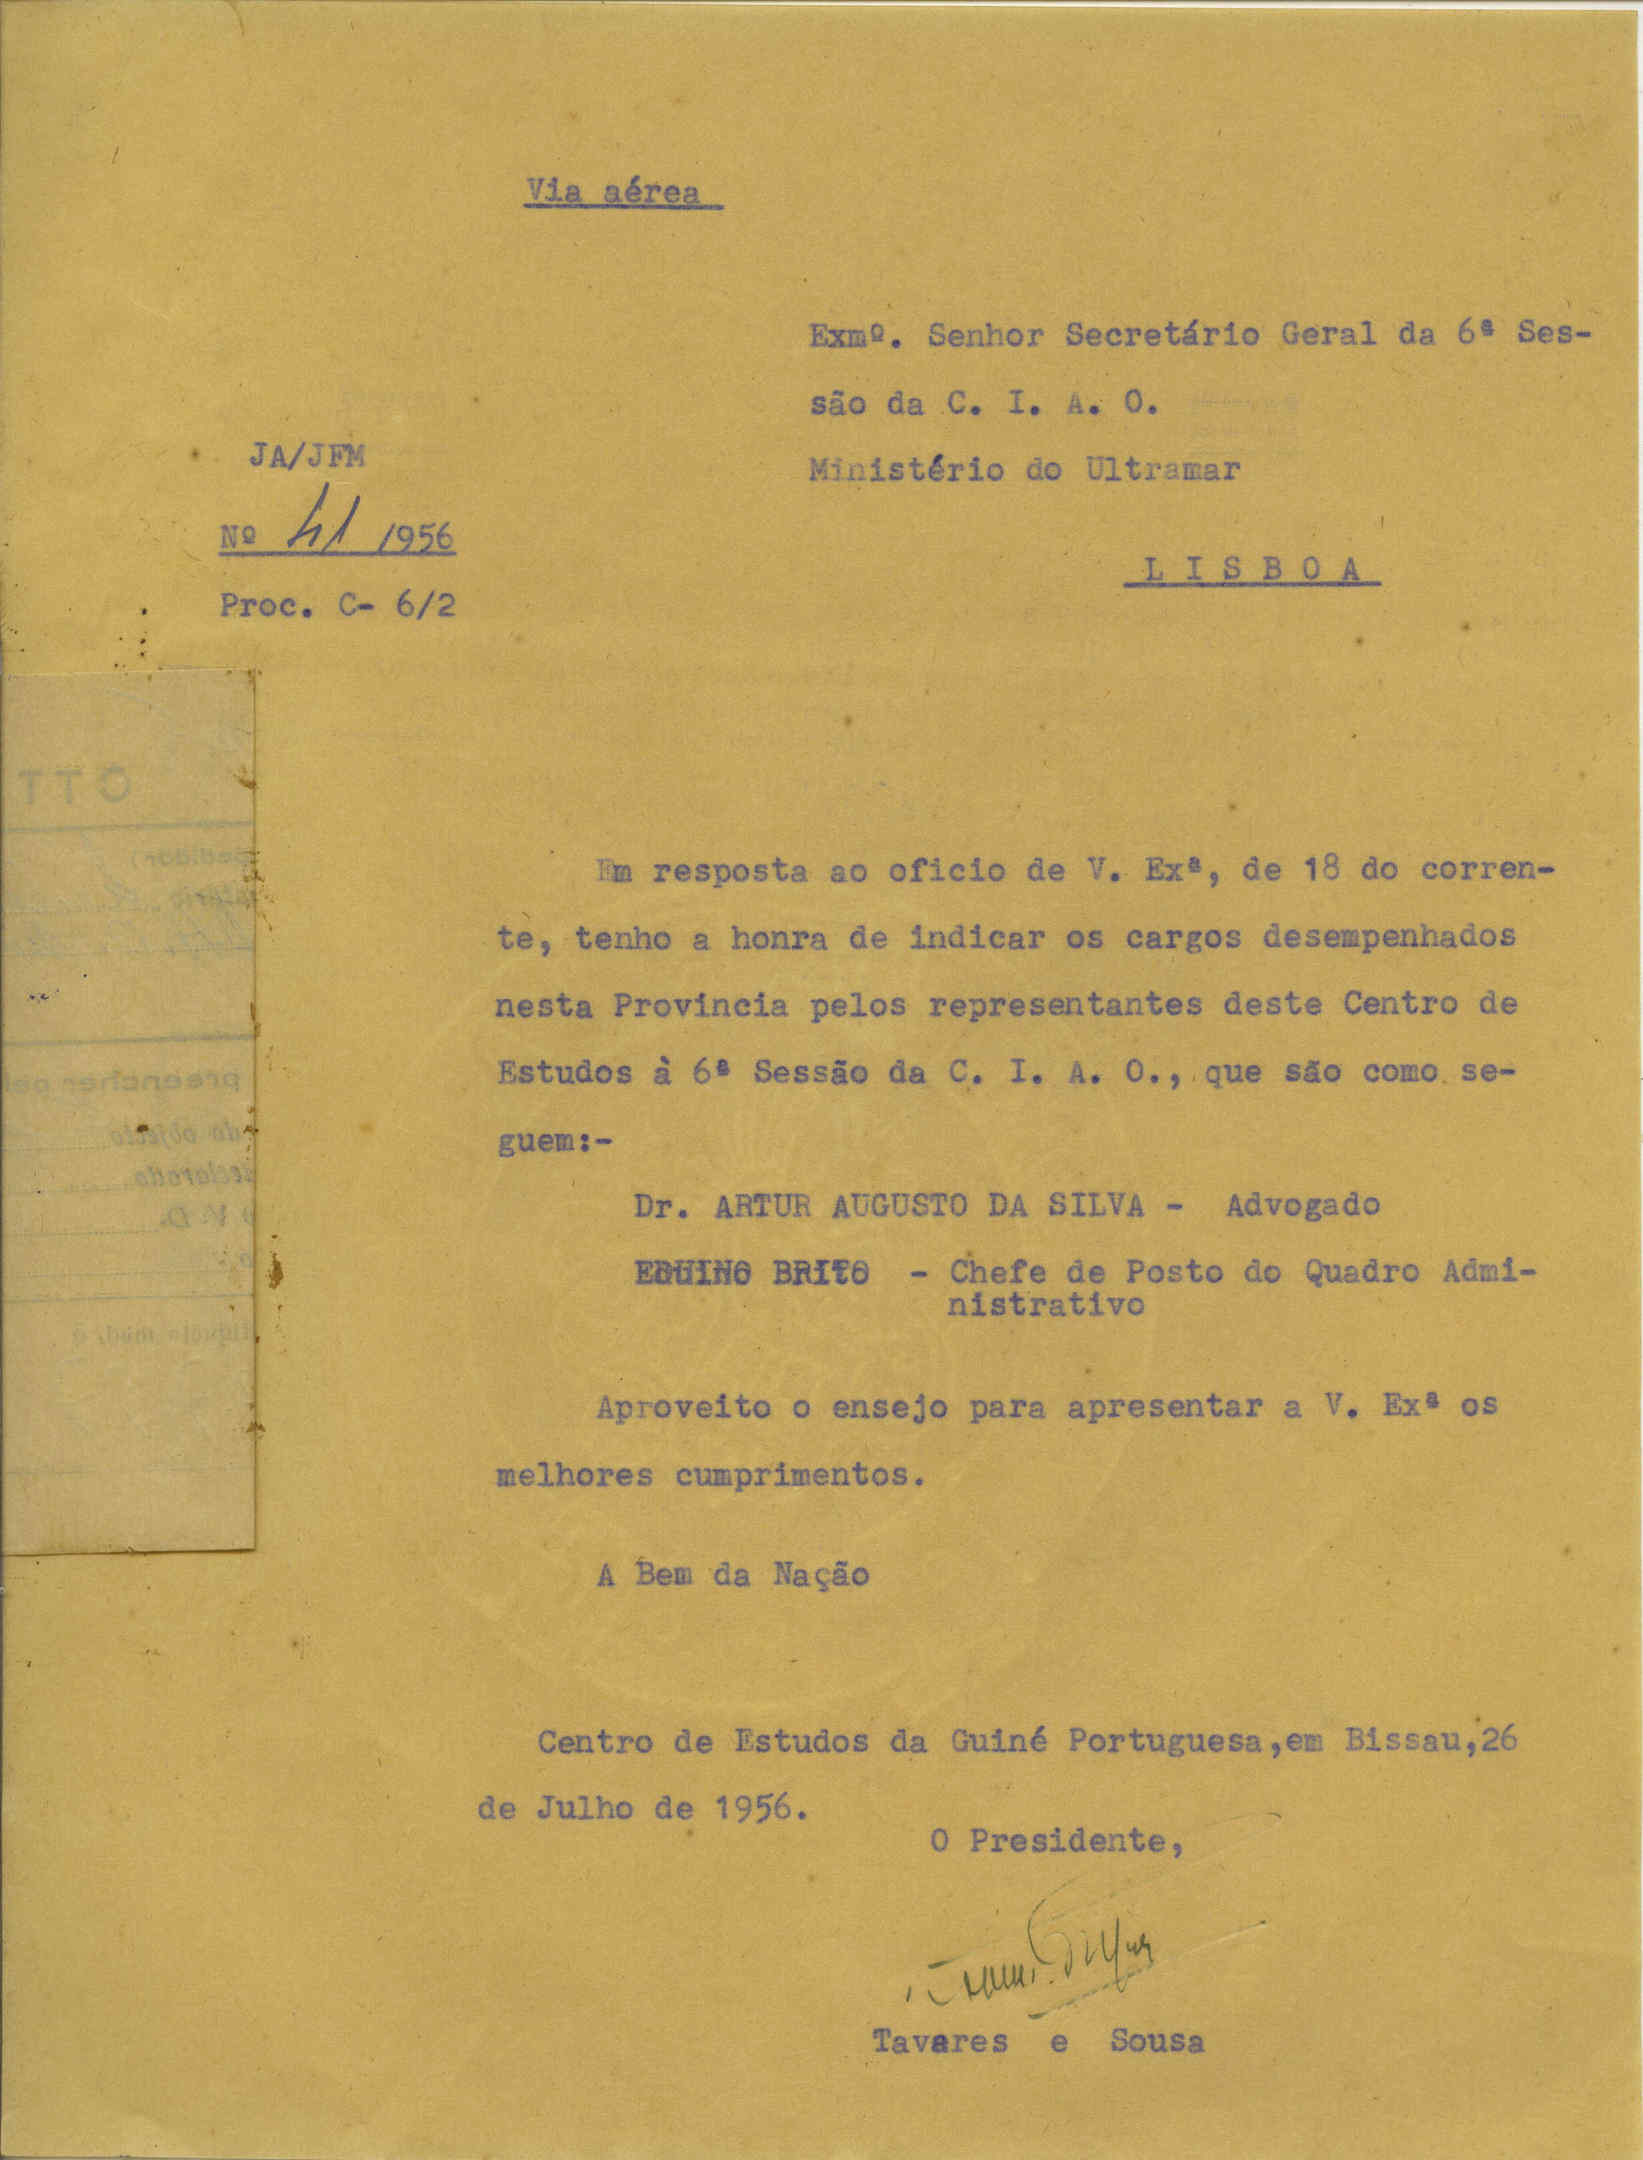 Via aérea
Exmº. Senhor Secretário Geral da 6ª Ses-
são da C. I. A. O.
Ministério do Ultramar
L I S B O A
JA/JFM
Nº 41 /1956
Proc. C- 6/2
CTT
Em resposta ao oficio de V. Exª, de 18 do corren-
te, tenho a honra de indicar os cargos desempenhados
nesta Provincia pelos representantes deste Centro de
Estudos à 6ª Sessão da C. I. A. O., que são como se-
guem:-
Dr. ARTUR AUGUSTO DA SILVA - Advogado
EDUINO BRITO - Chefe de Posto do Quadro Admi-
nistrativo
Aproveito o ensejo para apresentar a V. Exª os
melhores cumprimentos.
A Bem da Nação
Centro de Estudos da Guiné Portuguesa,em Bissau,26
de Julho de 1956.
O Presidente,
Tavares e Sousa